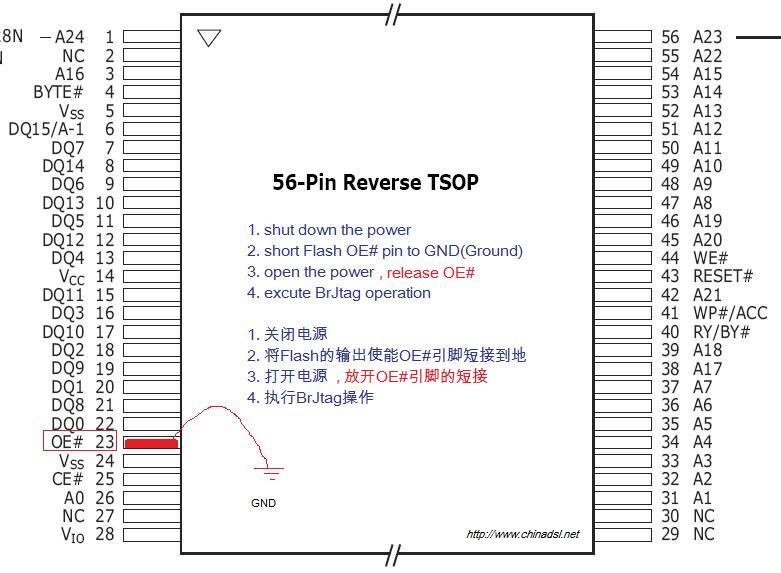 8N
A24 1
NC 2
A16 3
BYTE# 4
VSS 5
DQ15/A-1 6
DQ7 7
DQ14 8
DQ6 9
DQ13 10
DQ5 11
DQ12 12
DQ4 13
VCC 14
DQ11 15
DQ3 16
DQ10 17
DQ2 18
DQ9 19
DQ1 20
DQ8 21
DQ0 22
OE# 23
VSS 24
CE# 25
A0 26
NC 27
VIO 28
56-Pin Reverse TSOP
1. shut down the power
2. short Flash OE# pin to GND(Ground)
3. open the power , release OE#
4. excute BrJtag operation
1. 关闭电源
2. 将Flash的输出使能OE#引脚短接到地
3. 打开电源 , 放开OE#引脚的短接
4. 执行BrJtag操作
GND
http://www.chinadsl.net
56 A23
55 A22
54 A15
53 A14
52 A13
51 A12
50 A11
49 A10
48 A9
47 A8
46 A19
45 A20
44 WE#
43 RESET#
42 A21
41 WP#/ACC
40 RY/BY#
39 A18
38 A17
37 A7
36 A6
35 A5
34 A4
33 A3
32 A2
31 A1
30 NC
29 NC